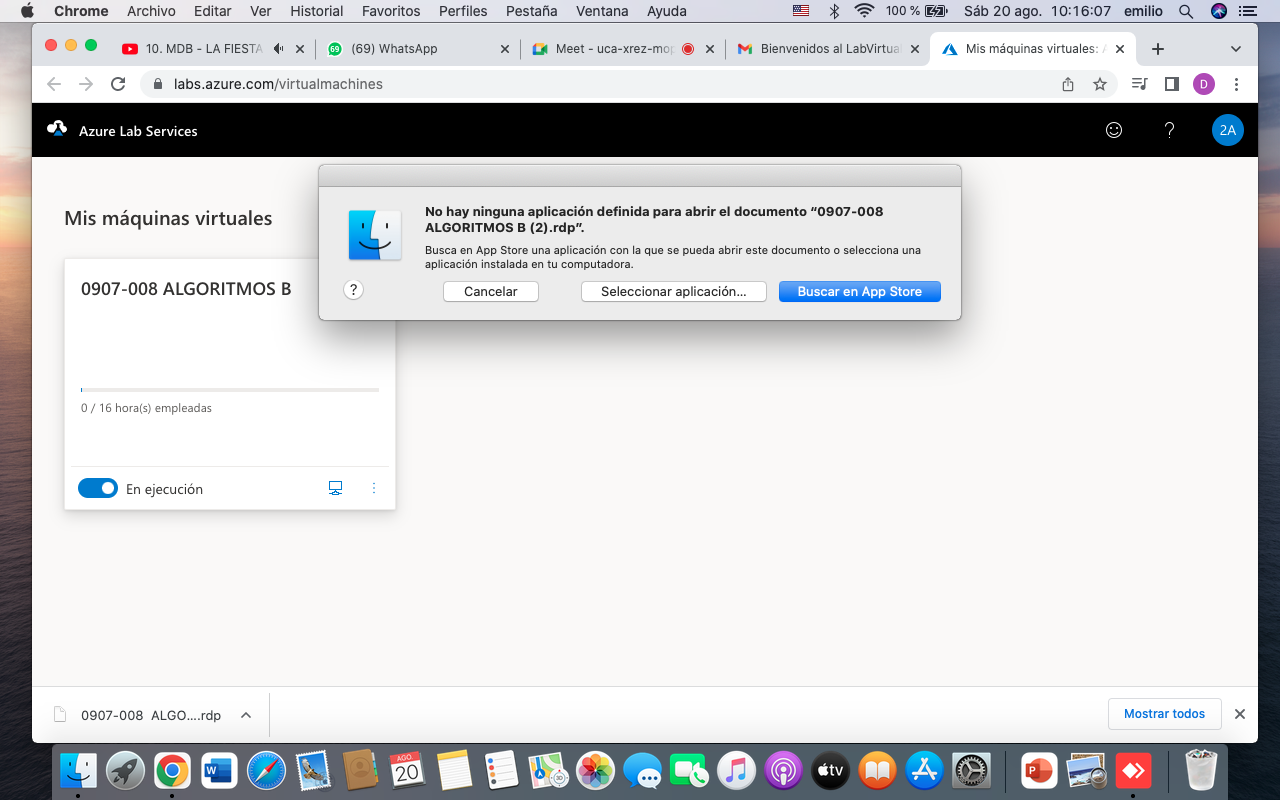 Chrome Archivo Editar Ver Historial Favoritos Perfiles Pestaña Ventana Ayuda 100 % Sáb 20 ago. 10:16:07 emilio
10. MDB - LA FIESTA (69) WhatsApp Meet - uca-xrez-mop Bienvenidos al LabVirtual Mis máquinas virtuales: A
labs.azure.com/virtualmachines D
Azure Lab Services ? 2A
No hay ninguna aplicación definida para abrir el documento “0907-008
ALGORITMOS B (2).rdp”.
Busca en App Store una aplicación con la que se pueda abrir este documento o selecciona una
aplicación instalada en tu computadora.
? Cancelar Seleccionar aplicación... Buscar en App Store
Mis máquinas virtuales
0907-008 ALGORITMOS B
0 / 16 hora(s) empleadas
En ejecución
0907-008 ALGO....rdp Mostrar todos
AGO.
20
tv